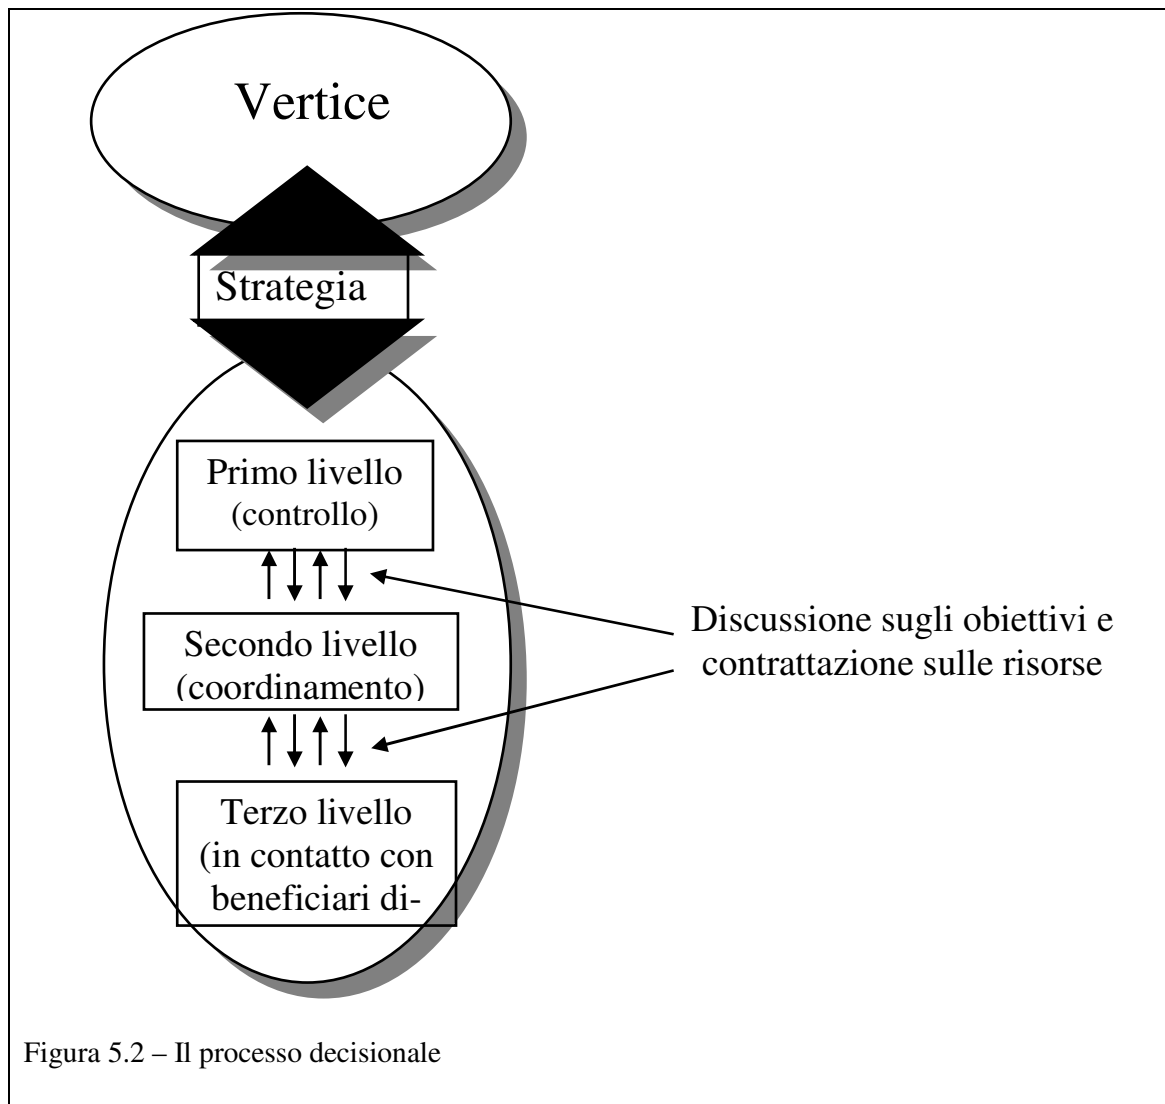 Vertice
Strategia
Primo livello
(controllo)
Secondo livello
(coordinamento)
Terzo livello
(in contatto con
beneficiari di-
Discussione sugli obiettivi e
contrattazione sulle risorse
Figura 5.2 – Il processo decisionale